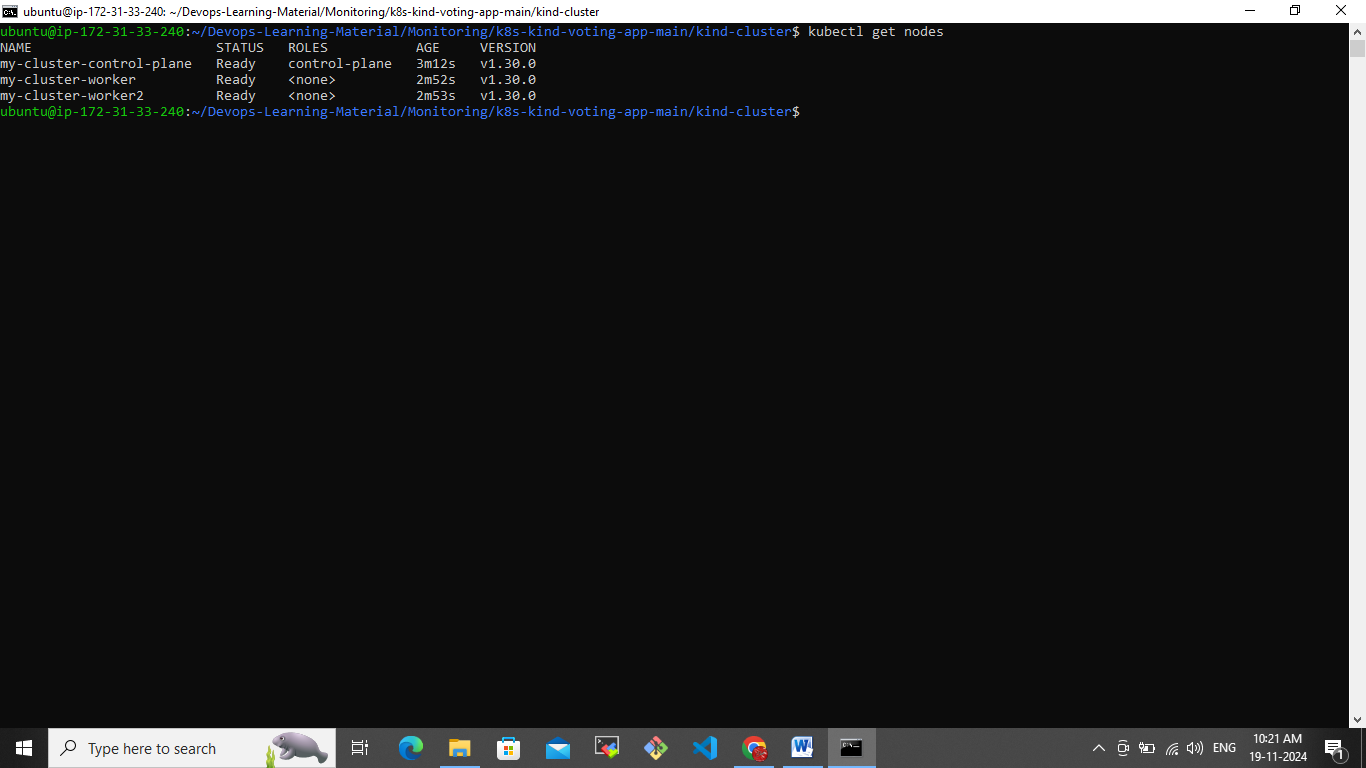 ubuntu@ip-172-31-33-240: ~/Devops-Learning-Material/Monitoring/k8s-kind-voting-app-main/kind-cluster
ubuntu@ip-172-31-33-240:~/Devops-Learning-Material/Monitoring/k8s-kind-voting-app-main/kind-cluster$ kubectl get nodes
NAME STATUS ROLES AGE VERSION
my-cluster-control-plane Ready control-plane 3m12s v1.30.0
my-cluster-worker Ready <none> 2m52s v1.30.0
my-cluster-worker2 Ready <none> 2m53s v1.30.0
ubuntu@ip-172-31-33-240:~/Devops-Learning-Material/Monitoring/k8s-kind-voting-app-main/kind-cluster$
Type here to search
ENG
10:21 AM
19-11-2024
1